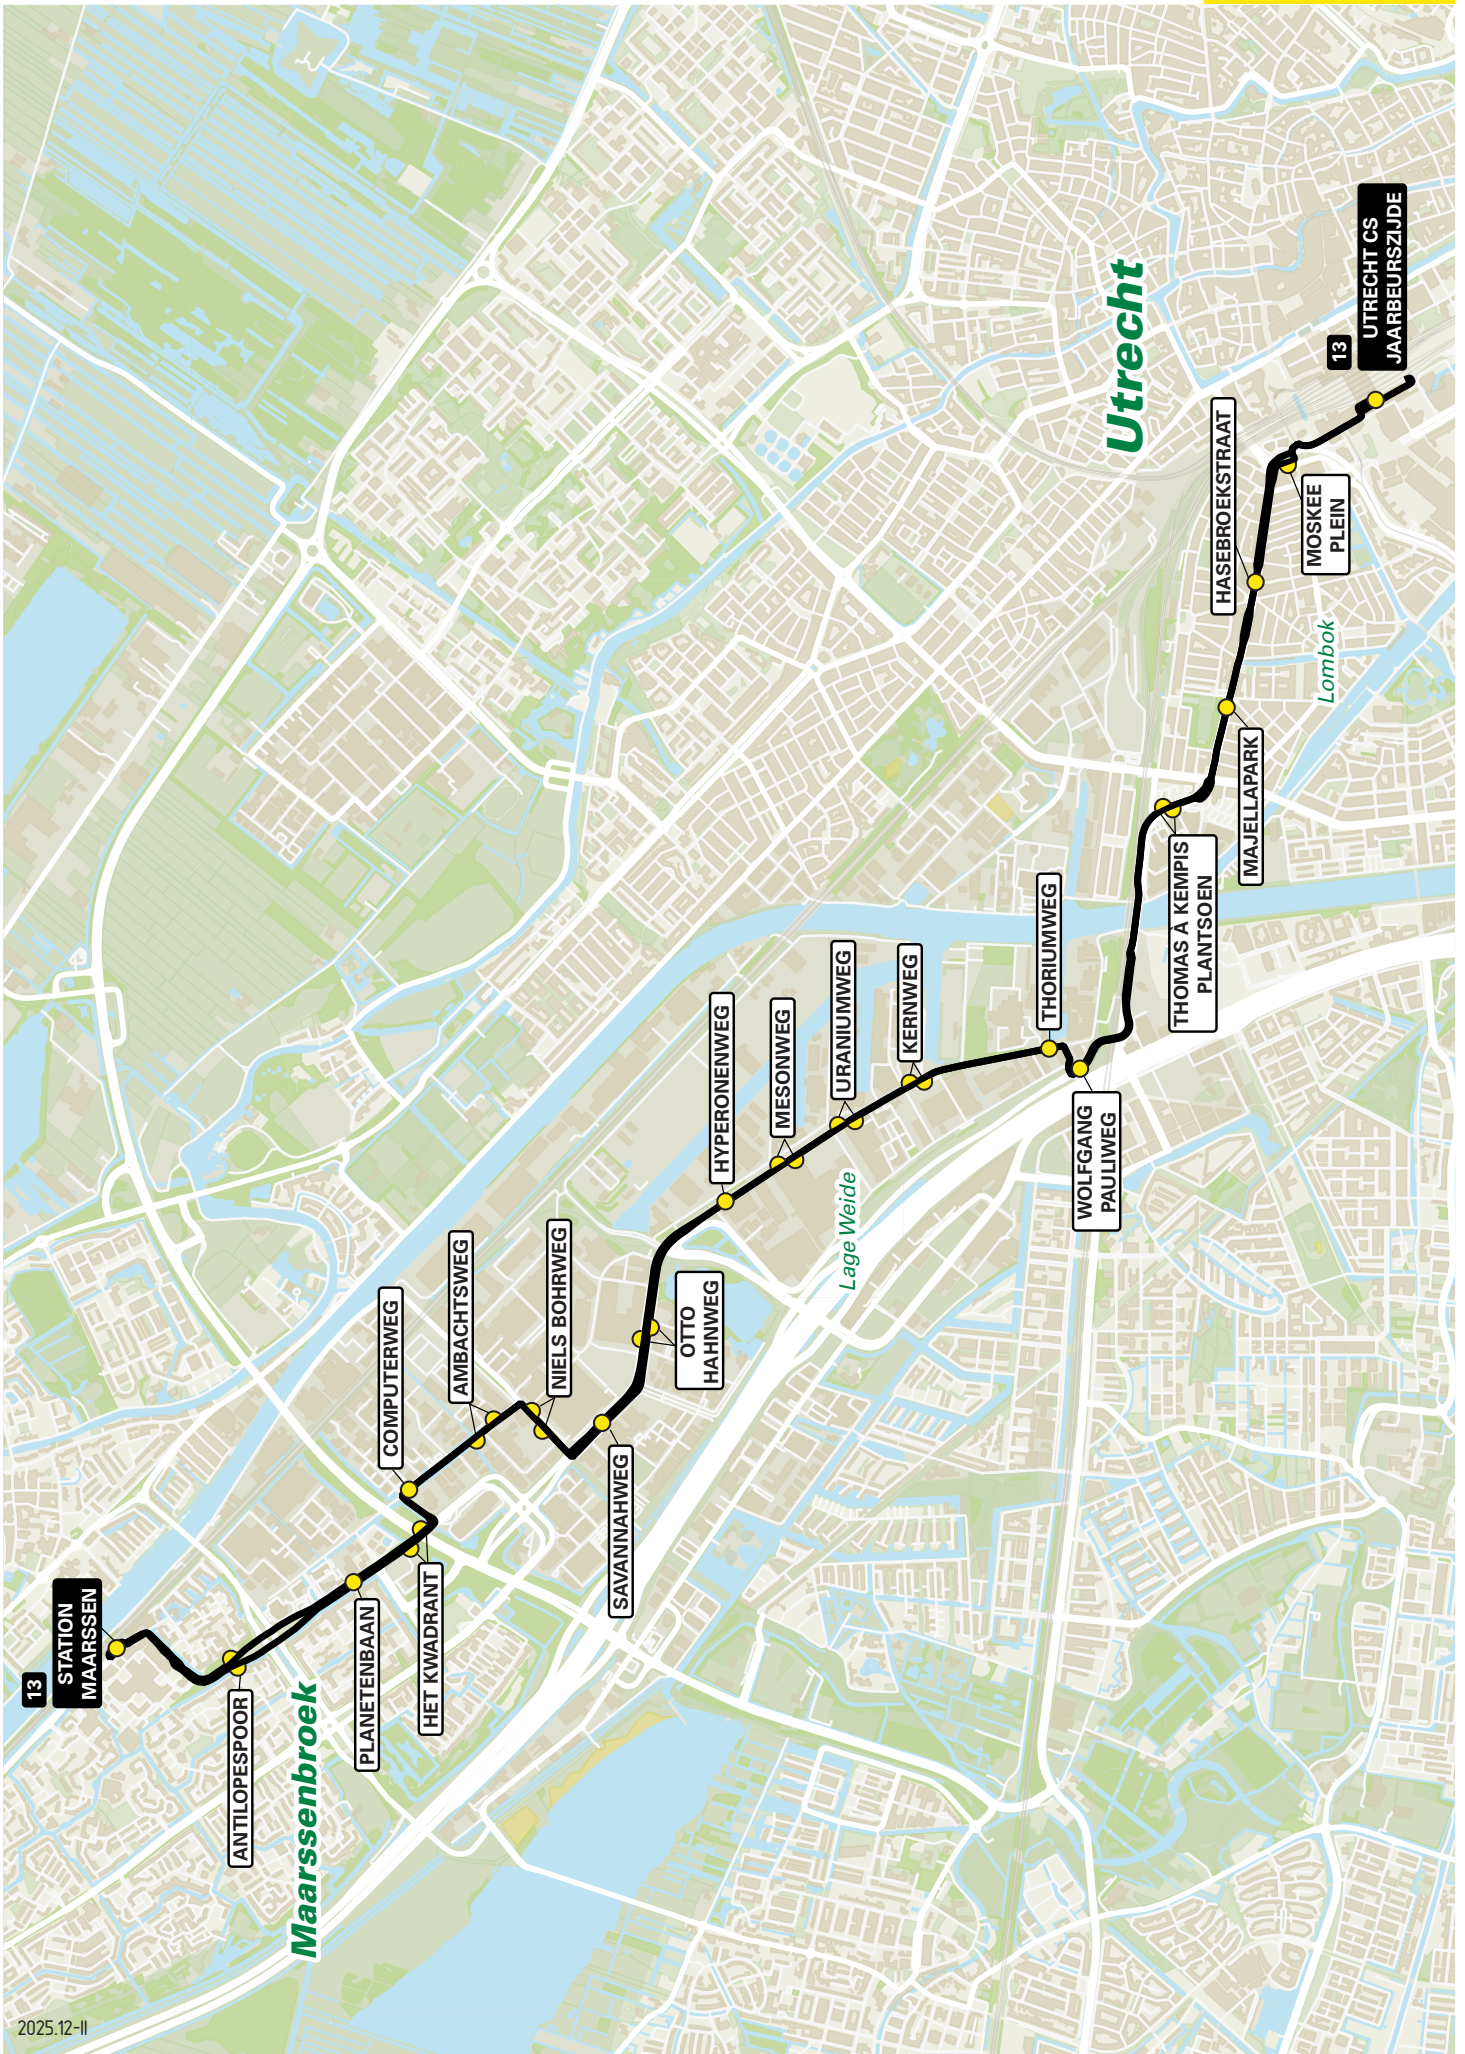 13
STATION
MAARSSEN
ANTILOPESPOOR
Maarssenbroek
PLANETENBAAN
HET KWADRANT
COMPUTERWEG
AMBACHTSWEG
NIELS BOHRWEG
SAVANNAHWEG
OTTO
HAHNWEG
HYPERONENWEG
MESONWEG
URANIUMWEG
Lage Weide
KERNWEG
THORIUMWEG
WOLFGANG
PAULIWEG
THOMAS À KEMPIS
PLANTSOEN
MAJELLAPARK
Lombok
HASEBROEKSTRAAT
MOSKEE
PLEIN
Utrecht
13
UTRECHT CS
JAARBEURSZIJDE
2025.12-II